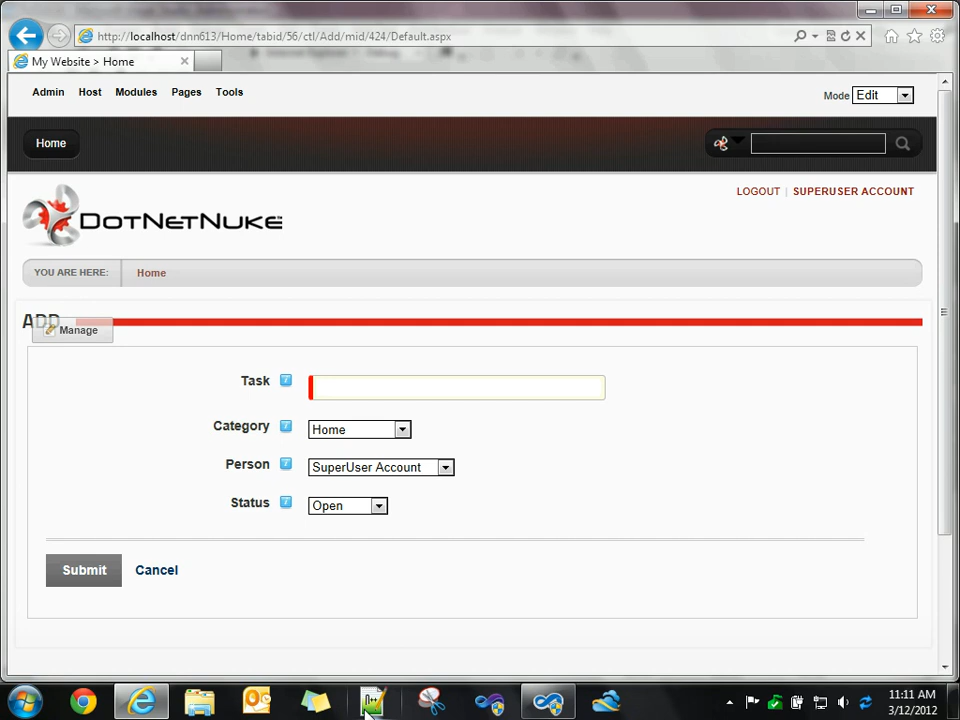 http://localhost/dnn613/Home/tabid/56/ctl/Add/mid/424/Default.aspx
My Website > Home
Admin Host Modules Pages Tools
Mode Edit
Home
LOGOUT | SUPERUSER ACCOUNT
DotNetNuke
YOU ARE HERE: Home
ADD
Manage
Task
Category Home
Person SuperUser Account
Status Open
Submit Cancel
11:11 AM
3/12/2012